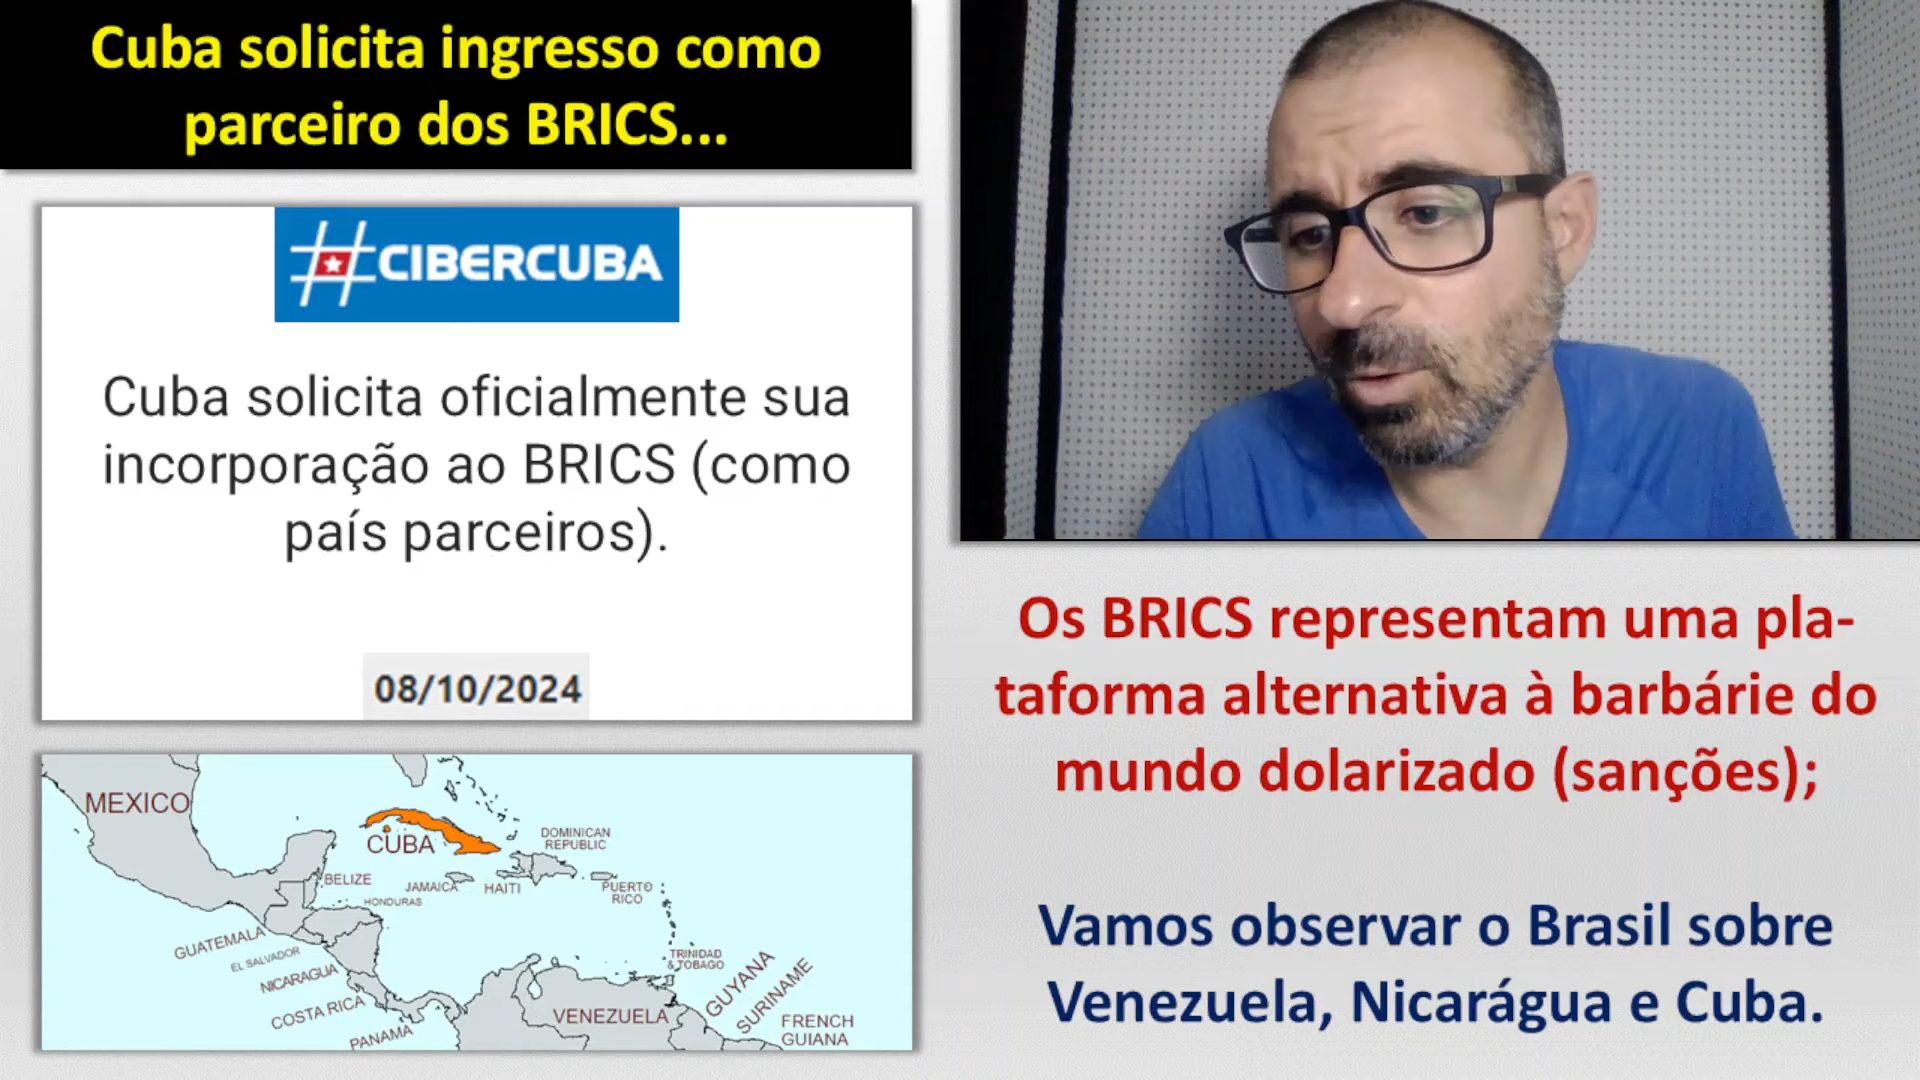 Cuba solicita ingresso como
parceiro dos BRICS...
#CIBERCUBA
Cuba solicita oficialmente sua
incorporação ao BRICS (como
país parceiros).
08/10/2024
MEXICO
CUBA
DOMINICAN
REPUBLIC
BELIZE
JAMAICA
HAITI
PUERTO
RICO
HONDURAS
GUATEMALA
EL SALVADOR
NICARAGUA
COSTA RICA
PANAMA
TRINIDAD
& TOBAGO
VENEZUELA
GUYANA
SURINAME
FRENCH
GUIANA
Os BRICS representam uma pla-
taforma alternativa à barbárie do
mundo dolarizado (sanções);
Vamos observar o Brasil sobre
Venezuela, Nicarágua e Cuba.